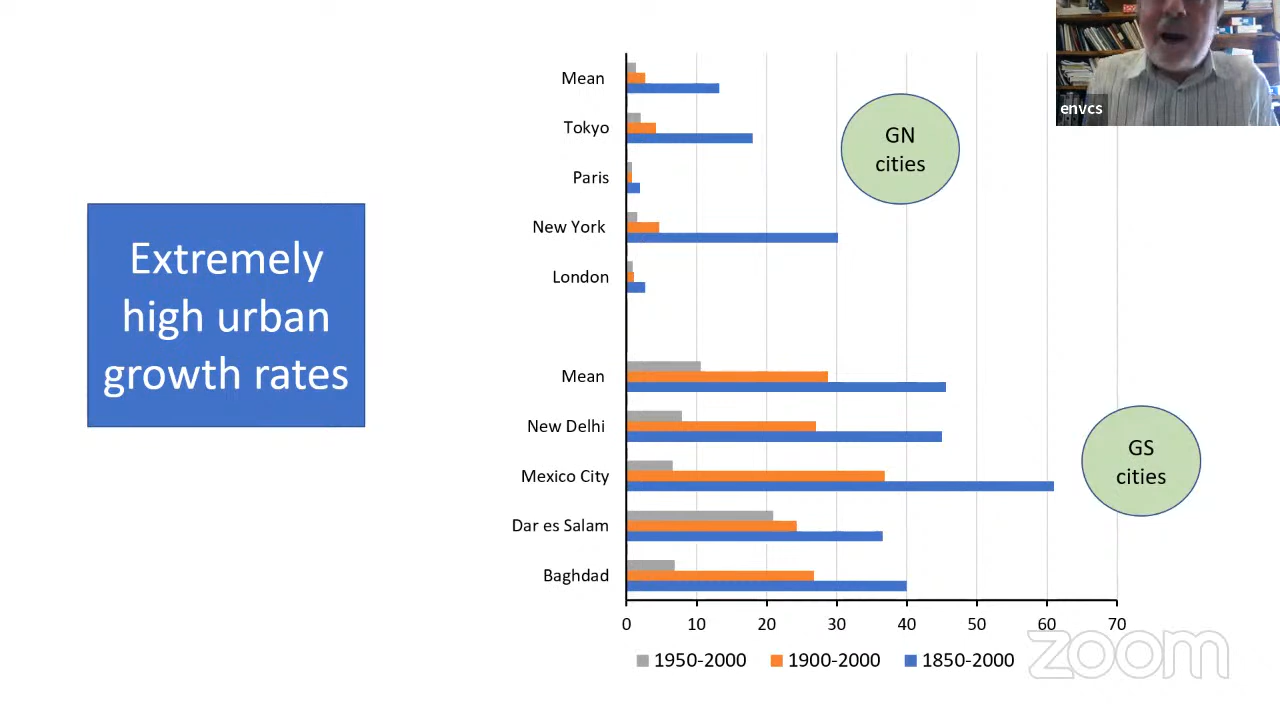 envcs
Extremely
high urban
growth rates
Mean
Tokyo
Paris
New York
London
GN
cities
Mean
New Delhi
Mexico City
Dar es Salam
Baghdad
GS
cities
0 10 20 30 40 50 60 70
1950-2000 1900-2000 1850-2000
zoom